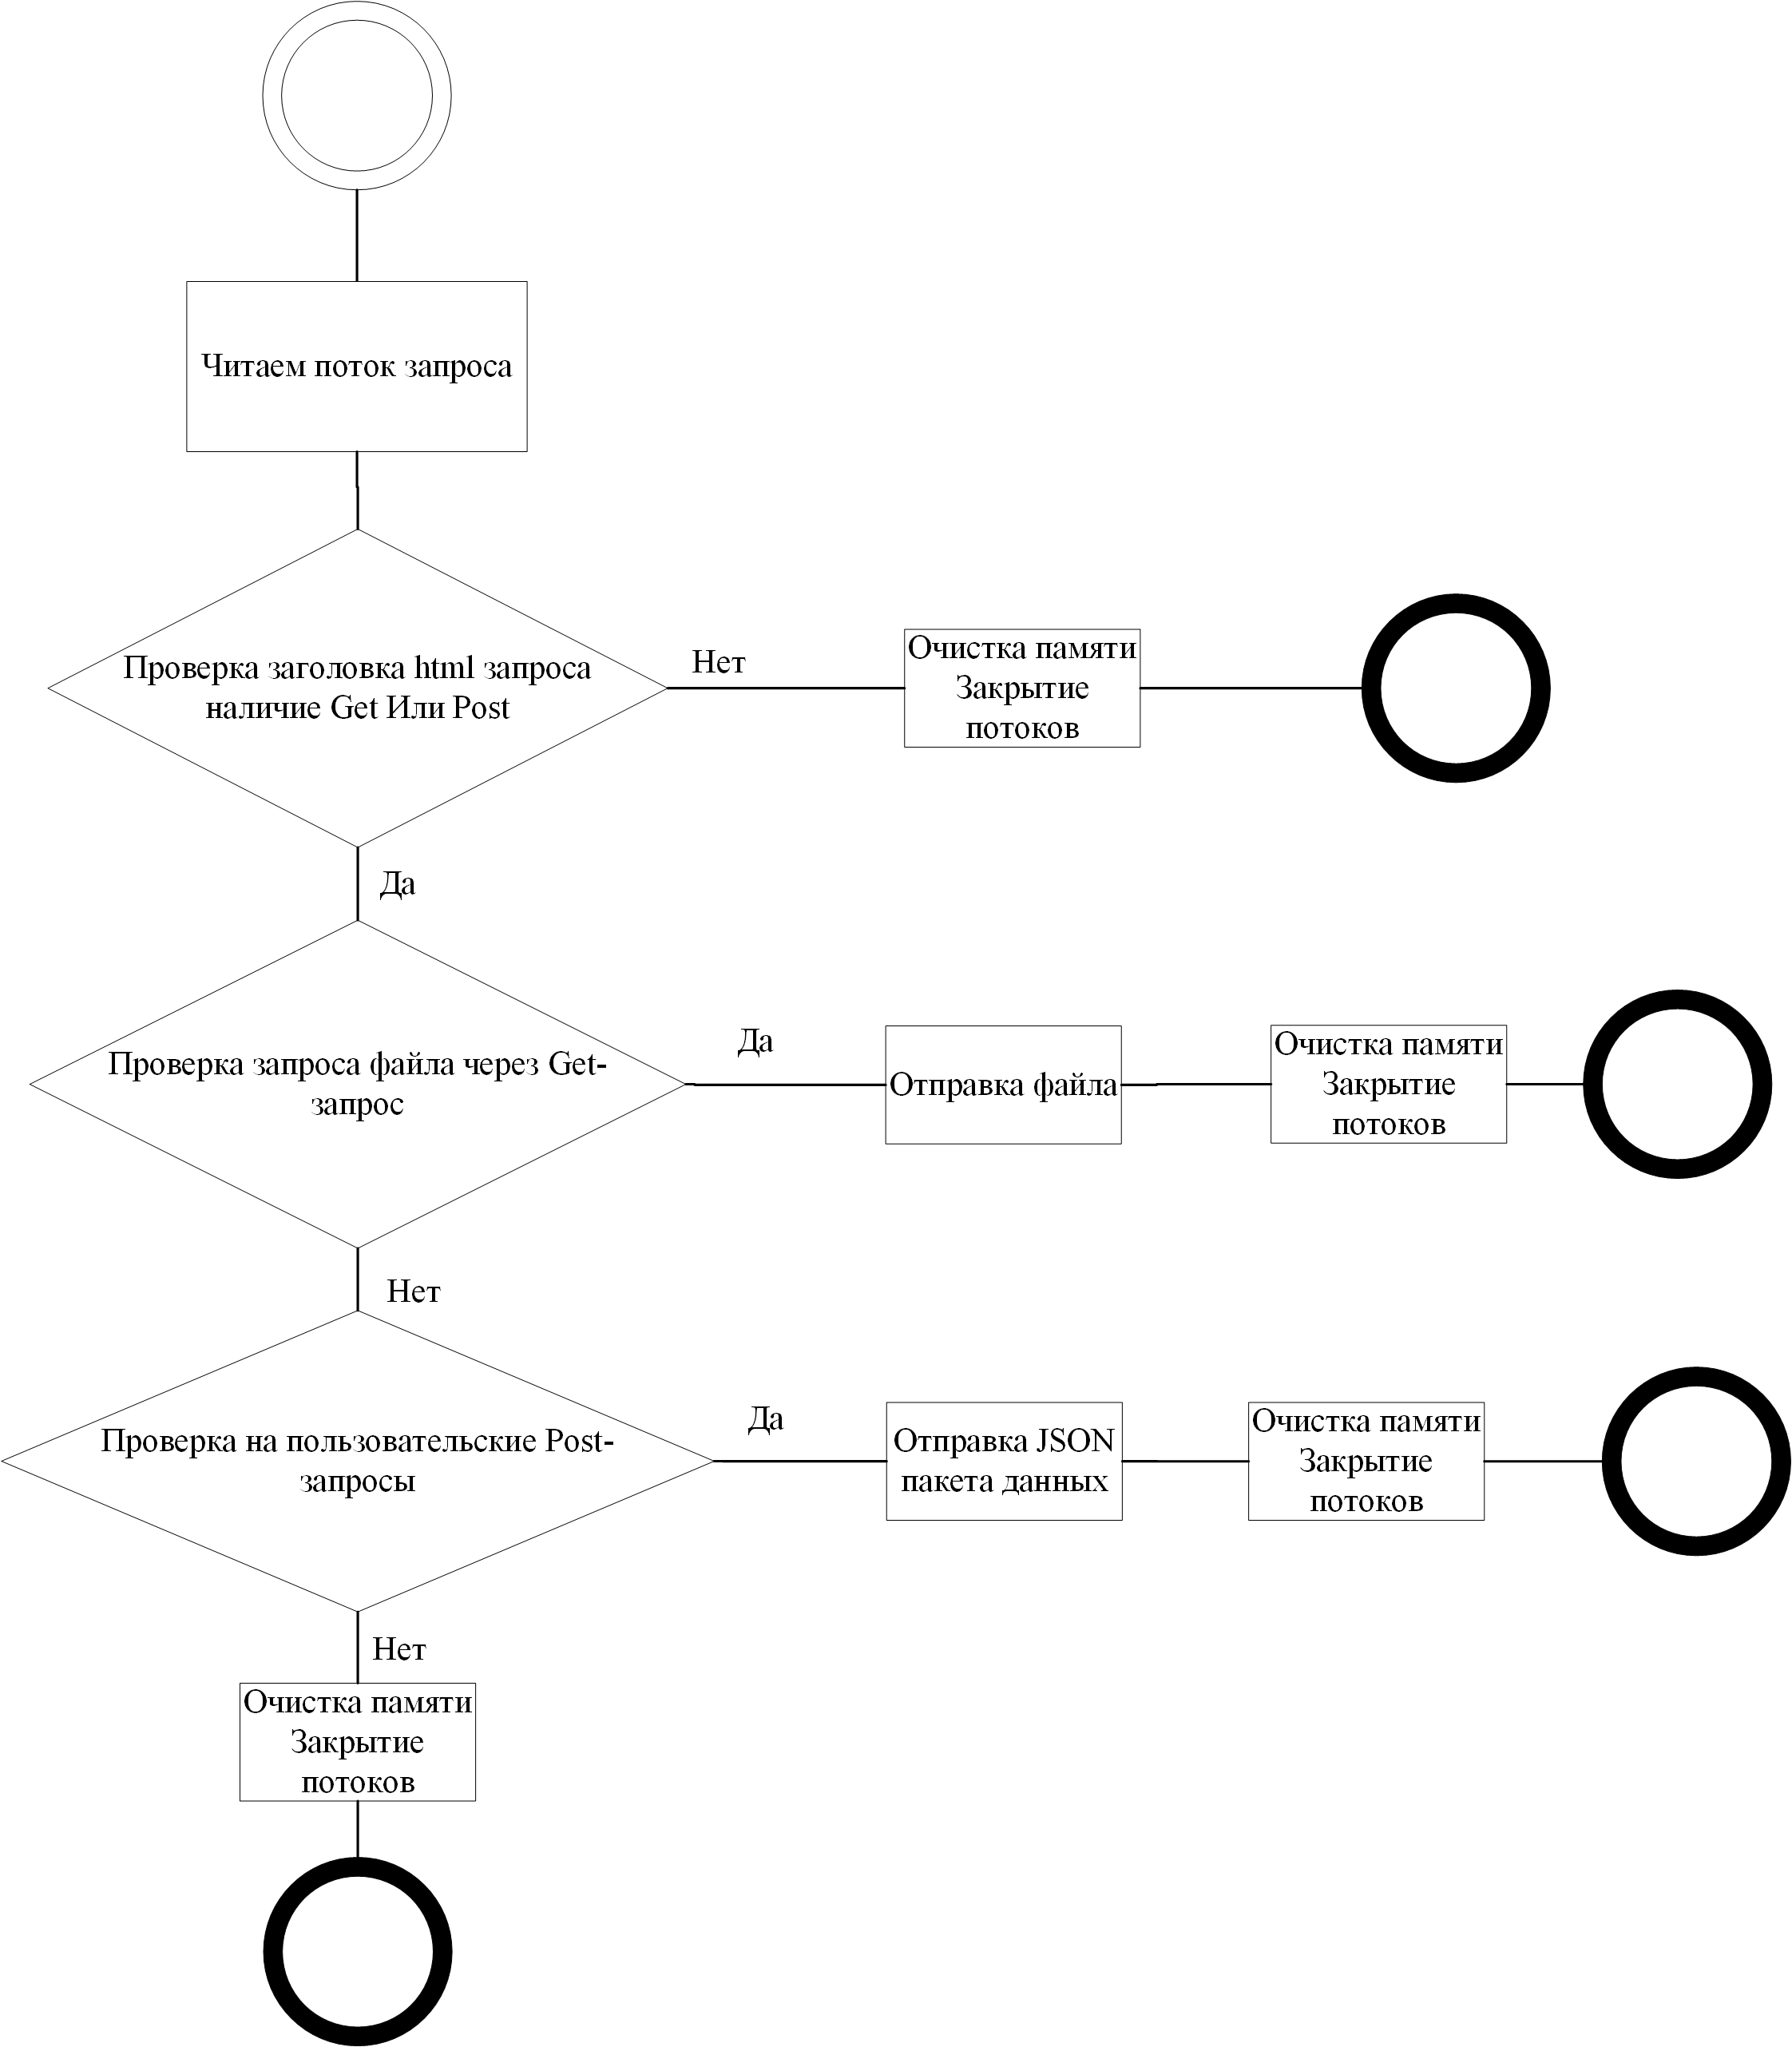 Читаем поток запроса
Проверка заголовка html запроса
наличие Get Или Post
Нет
Очистка памяти
Закрытие
потоков
Да
Проверка запроса файла через Get-
запрос
Да
Отправка файла
Очистка памяти
Закрытие
потоков
Нет
Проверка на пользовательские Post-
запросы
Да
Отправка JSON
пакета данных
Очистка памяти
Закрытие
потоков
Нет
Очистка памяти
Закрытие
потоков